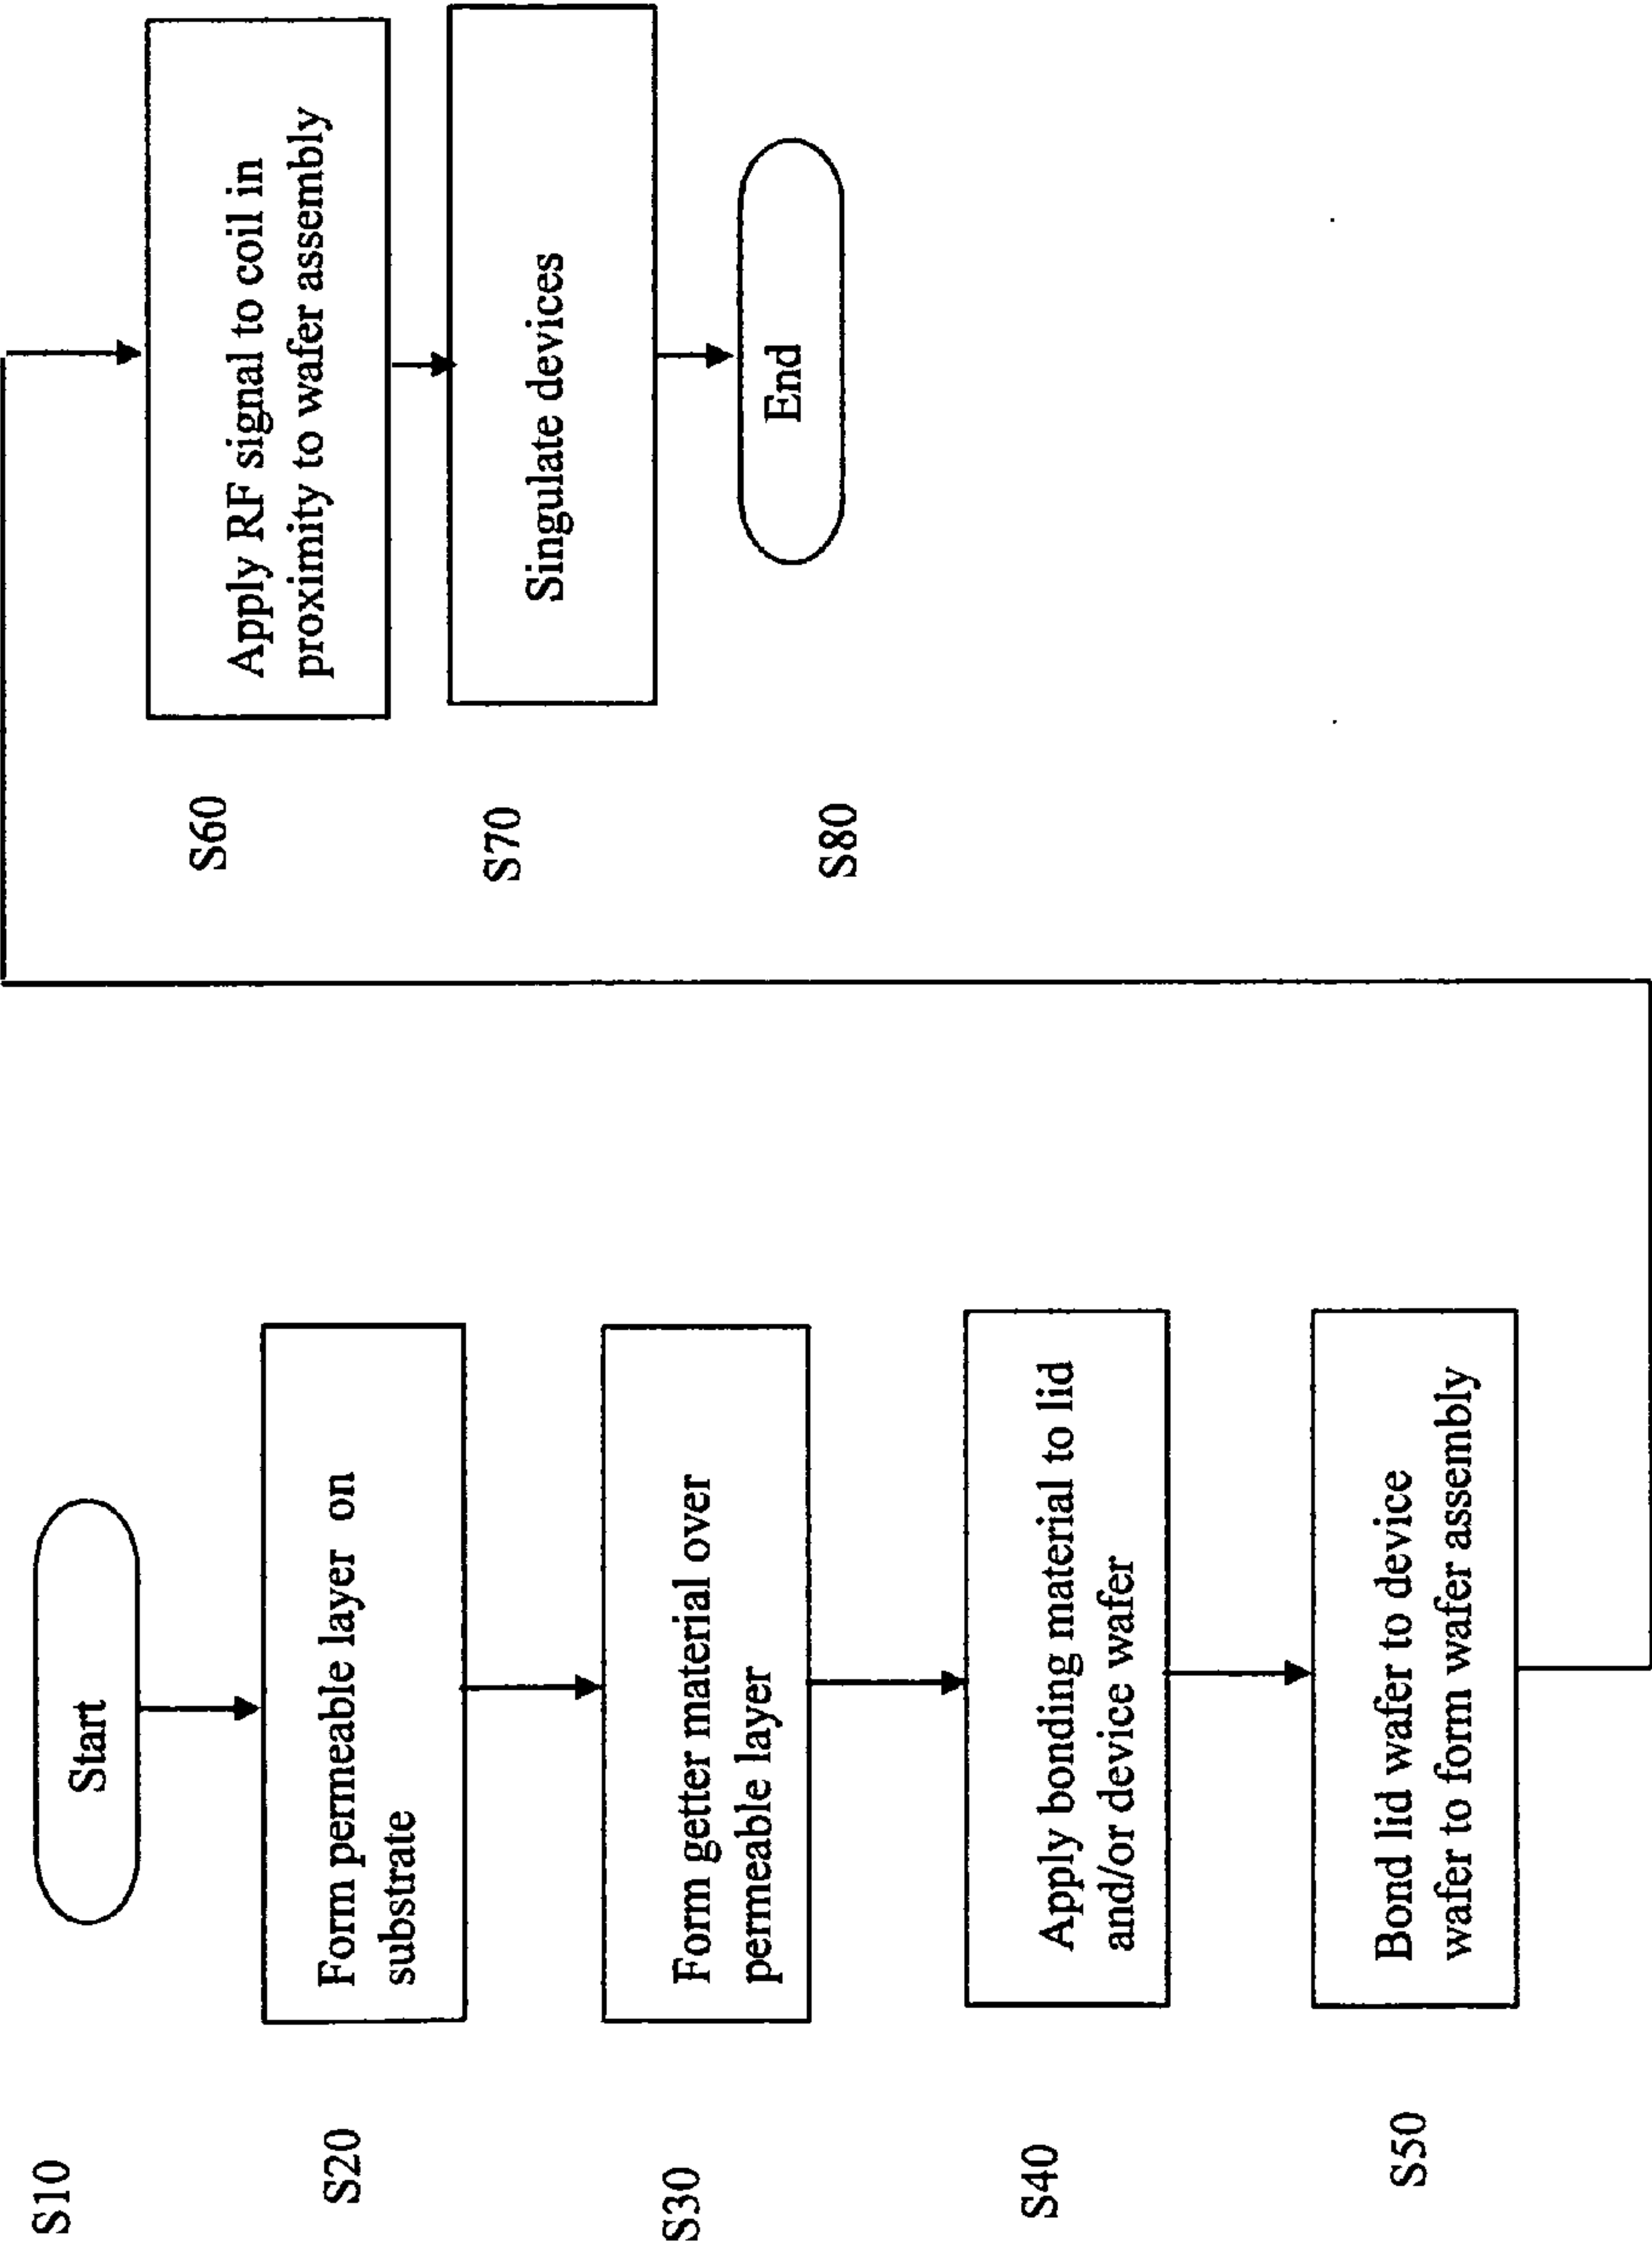 S10
Start
S20
Form permeable layer on
substrate
S30
Form getter material over
permeable layer
S40
Apply bonding material to lid
and/or device wafer
S50
Bond lid wafer to device
wafer to form wafer assembly
S60
Apply RF signal to coil in
proximity to wafer assembly
S70
Singulate devices
S80
End